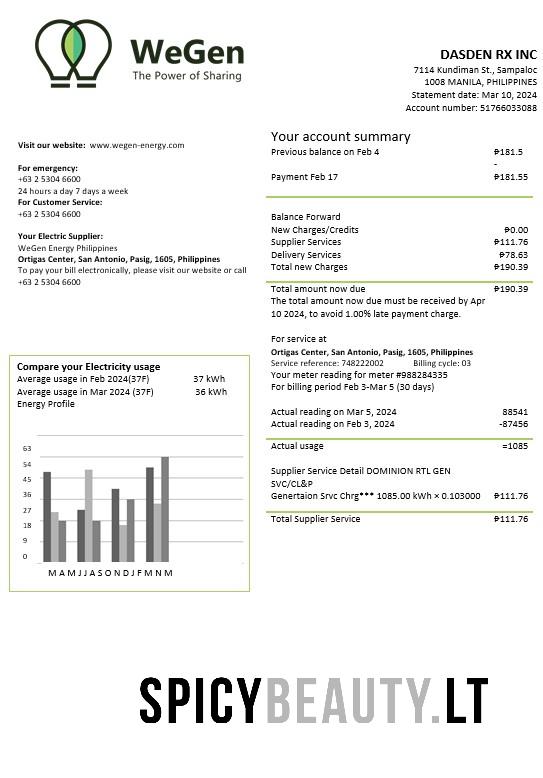 WeGen
The Power of Sharing
DASDEN RX INC
7114 Kundiman St., Sampaloc
1008 MANILA, PHILIPPINES
Statement date: Mar 10, 2024
Account number: 51766033088
Visit our website: www.wegen-energy.com
For emergency:
+63 2 5304 6600
24 hours a day 7 days a week
For Customer Service:
+63 2 5304 6600
Your Electric Supplier:
WeGen Energy Philippines
Ortigas Center, San Antonio, Pasig, 1605, Philippines
To pay your bill electronically, please visit our website or call
+63 2 5304 6600
Your account summary
Previous balance on Feb 4 ₱181.5
-
Payment Feb 17 ₱181.55
Balance Forward
New Charges/Credits ₱0.00
Supplier Services ₱111.76
Delivery Services ₱78.63
Total new Charges ₱190.39
Total amount now due ₱190.39
The total amount now due must be received by Apr
10 2024, to avoid 1.00% late payment charge.
For service at
Ortigas Center, San Antonio, Pasig, 1605, Philippines
Service reference: 748222002 Billing cycle: 03
Your meter reading for meter #988284335
For billing period Feb 3-Mar 5 (30 days)
Actual reading on Mar 5, 2024 88541
Actual reading on Feb 3, 2024 -87456
Actual usage =1085
Supplier Service Detail DOMINION RTL GEN
SVC/CL&P
Genertaion Srvc Chrg*** 1085.00 kWh × 0.103000 ₱111.76
Total Supplier Service ₱111.76
Compare your Electricity usage
Average usage in Feb 2024(37F) 37 kWh
Average usage in Mar 2024 (37F) 36 kWh
Energy Profile
63
54
45
36
27
18
9
0
M A M J J A S O N D J F M N M
SPICYBEAUTY.LT